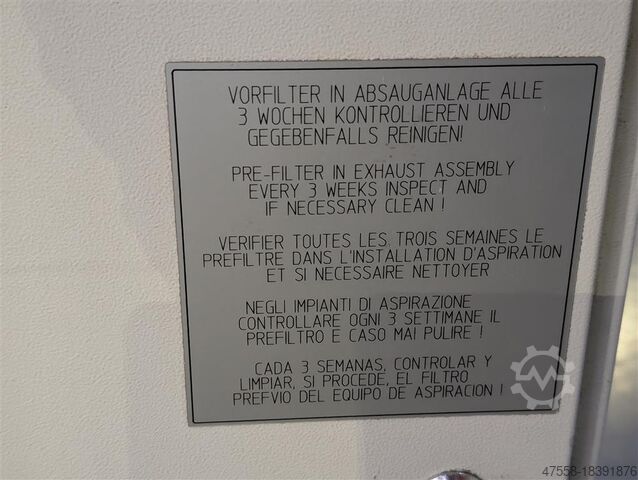 VORFILTER IN ABSAUGANLAGE ALLE
3 WOCHEN KONTROLLIEREN UND
GEGEBENFALLS REINIGEN!
PRE-FILTER IN EXHAUST ASSEMBLY
EVERY 3 WEEKS INSPECT AND
IF NECESSARY CLEAN !
VERIFIER TOUTES LES TROIS SEMAINES LE
PREFILTRE DANS L'INSTALLATION D'ASPIRATION
ET SI NECESSAIRE NETTOYER
NEGLI IMPIANTI DI ASPIRAZIONE
CONTROLLARE OGNI 3 SETTIMANE IL
PREFILTRO E CASO MAI PULIRE !
CADA 3 SEMANAS, CONTROLAR Y
LIMPIAR, SI PROCEDE, EL FILTRO
PREFVIO DEL EQUIPO DE ASPIRACION !
47558-18391876